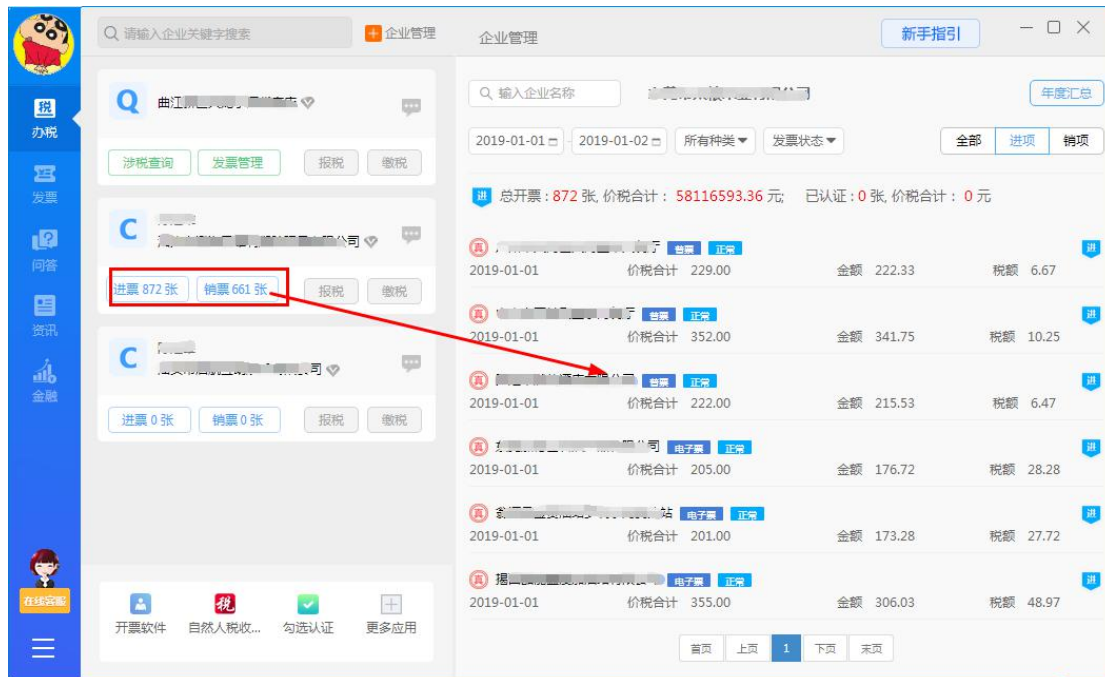 请输入企业关键字搜索
企业管理
企业管理
新手指引
税
办税
发票
问答
资讯
金融
在线客服
Q
曲江
涉税查询 发票管理 报税 缴税
C
公司
进票 872 张 销票 661 张 报税 缴税
C
司
进票 0 张 销票 0 张 报税 缴税
开票软件 自然人税收... 勾选认证 更多应用
税
输入企业名称
年度汇总
2019-01-01 - 2019-01-02 所有种类 发票状态 全部 进项 销项
进 总开票 : 872 张, 价税合计 : 58116593.36 元; 已认证 : 0 张, 价税合计 : 0 元
真 普票 正常 进
2019-01-01 价税合计 229.00 金额 222.33 税额 6.67
真 普票 正常 进
2019-01-01 价税合计 352.00 金额 341.75 税额 10.25
真 普票 正常 进
2019-01-01 价税合计 222.00 金额 215.53 税额 6.47
真 公司 电子票 正常 进
2019-01-01 价税合计 205.00 金额 176.72 税额 28.28
真 站 电子票 正常 进
2019-01-01 价税合计 201.00 金额 173.28 税额 27.72
真 揭 电子票 正常 进
2019-01-01 价税合计 355.00 金额 306.03 税额 48.97
首页 上页 1 下页 末页